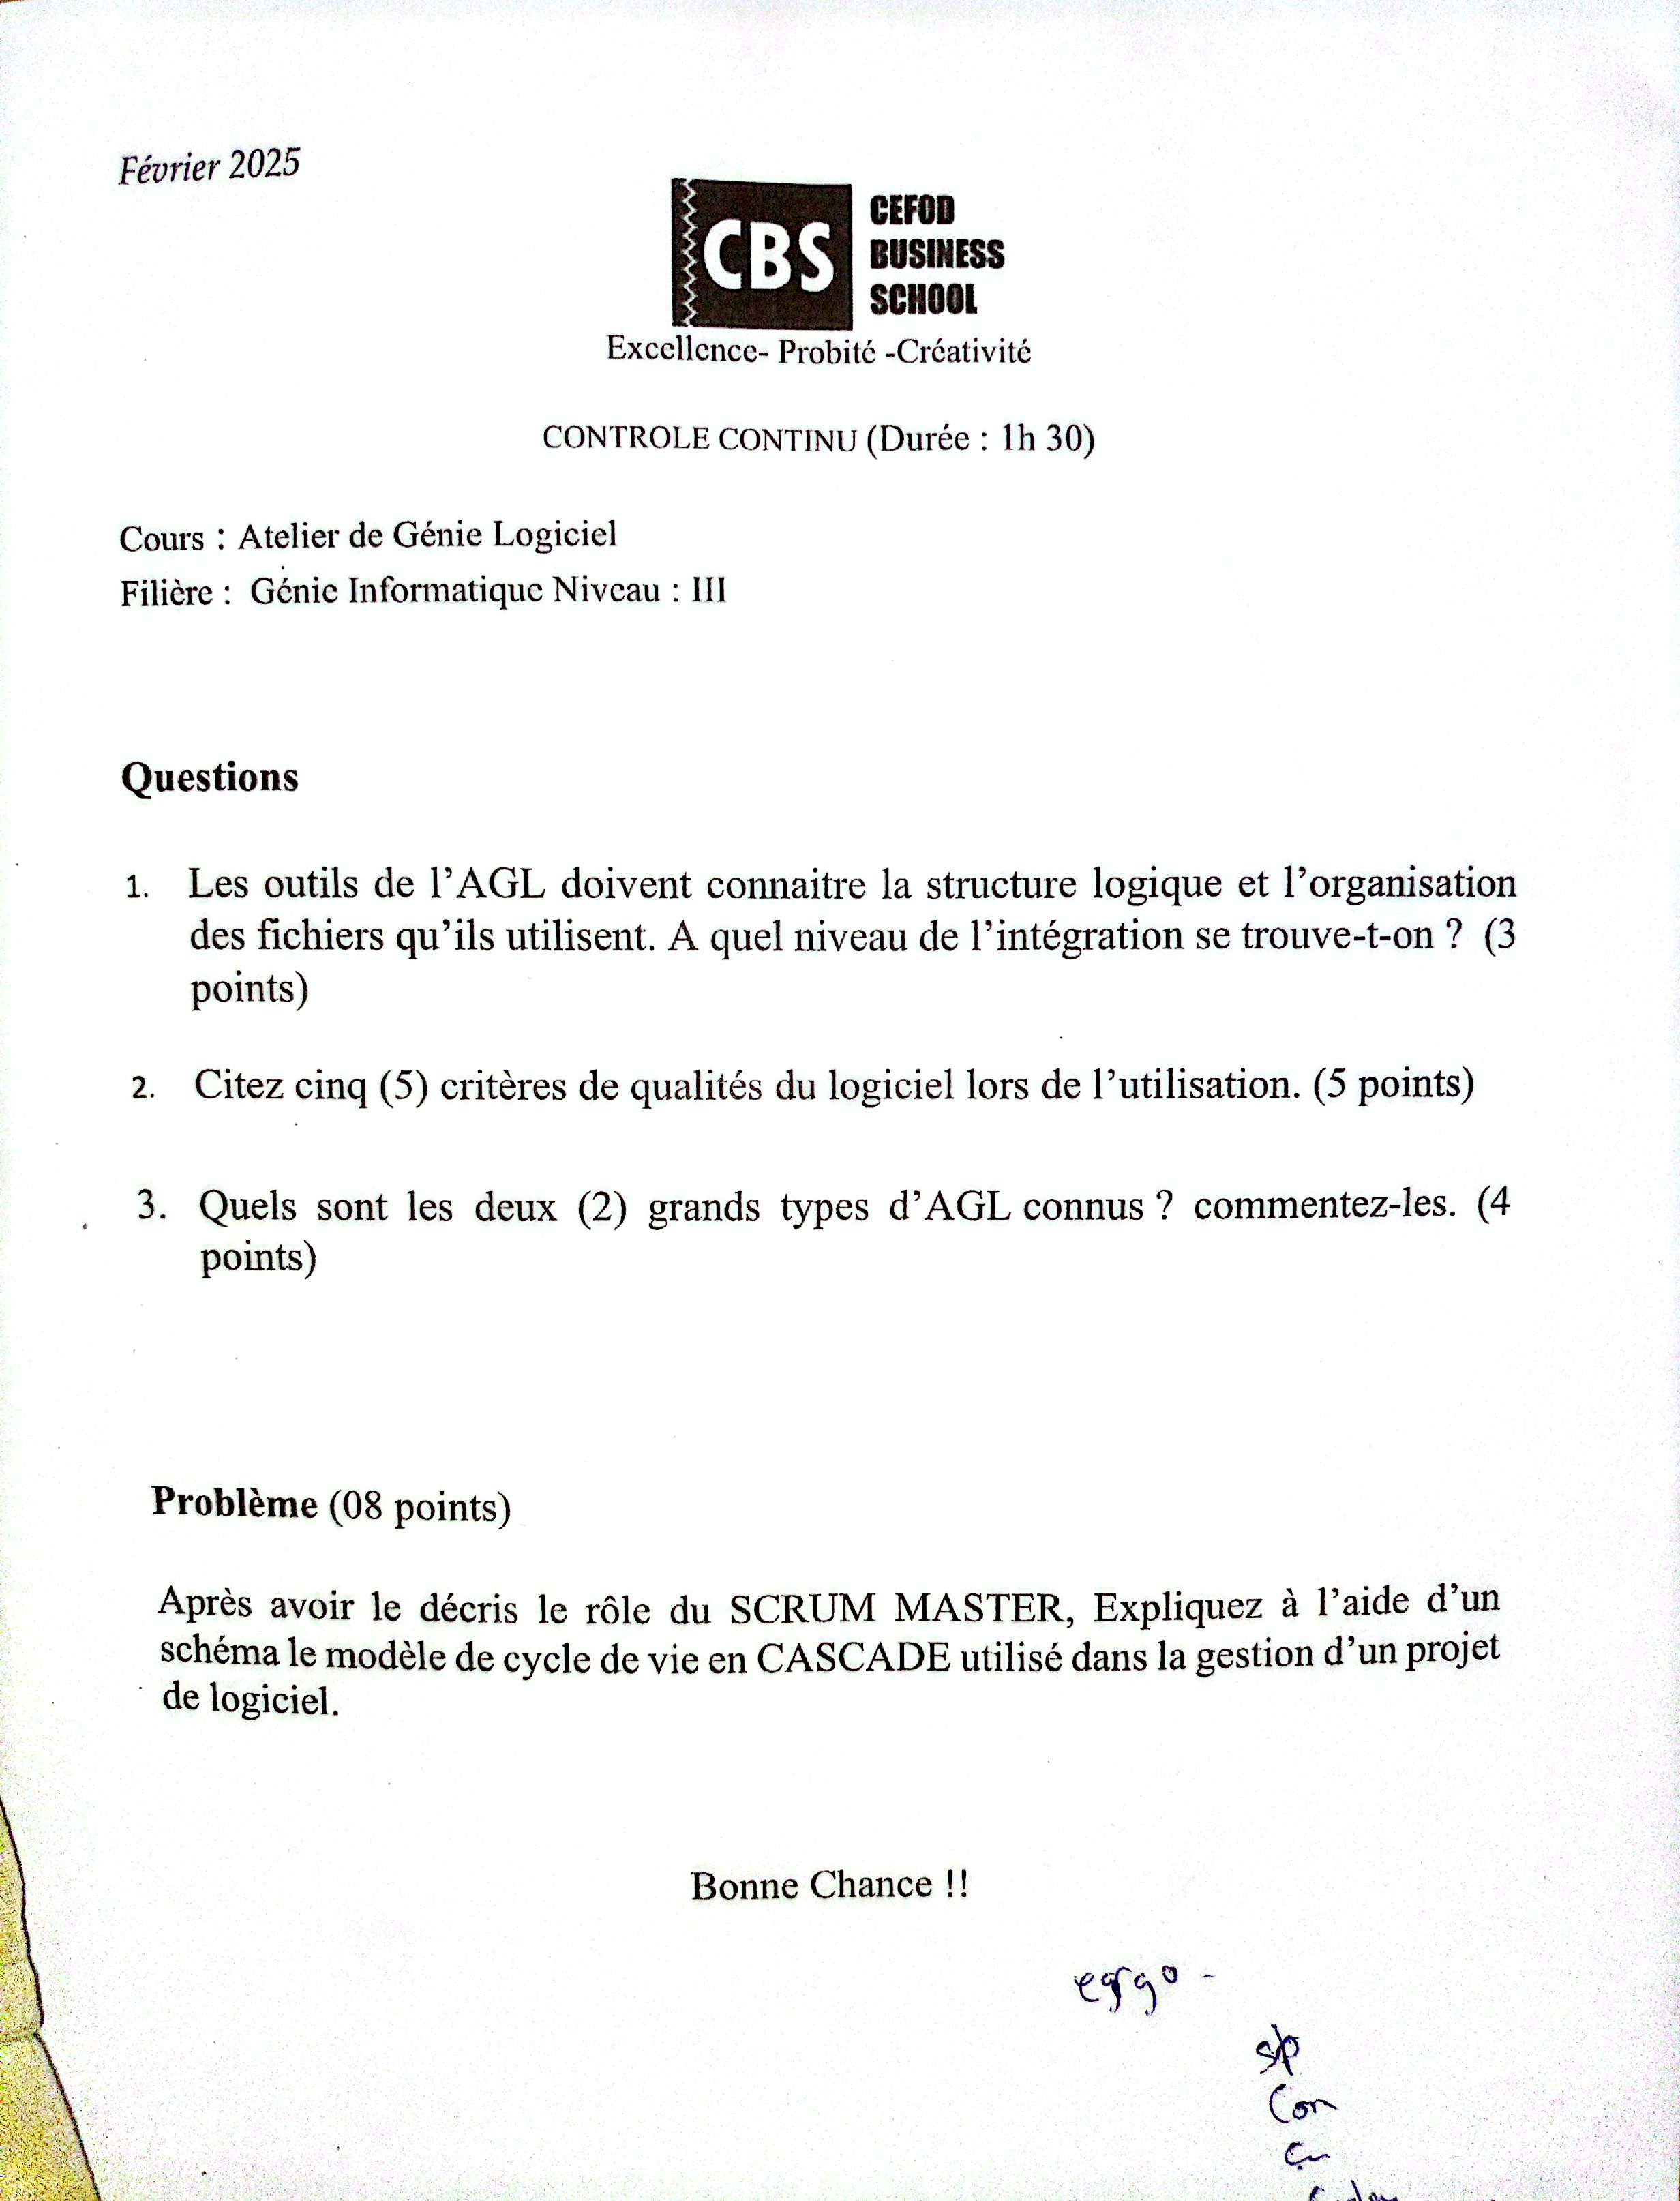 Février 2025
CBS
CEFOD
BUSINESS
SCHOOL
Excellence- Probité -Créativité
CONTROLE CONTINU (Durée : 1h 30)
Cours : Atelier de Génie Logiciel
Filière : Génie Informatique Niveau : III
Questions
1. Les outils de l'AGL doivent connaitre la structure logique et l'organisation
des fichiers qu'ils utilisent. A quel niveau de l'intégration se trouve-t-on ? (3
points)
2. Citez cinq (5) critères de qualités du logiciel lors de l'utilisation. (5 points)
3. Quels sont les deux (2) grands types d'AGL connus ? commentez-les. (4
points)
Problème (08 points)
Après avoir le décris le rôle du SCRUM MASTER, Expliquez à l'aide d'un
schéma le modèle de cycle de vie en CASCADE utilisé dans la gestion d'un projet
de logiciel.
Bonne Chance !!
Con